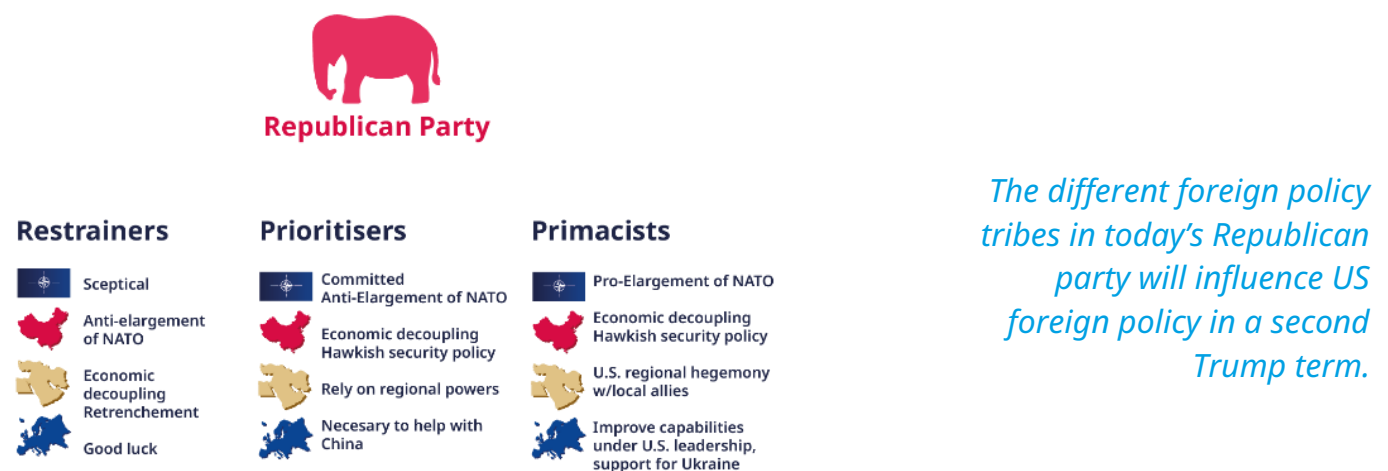 Republican Party
Restrainers
Sceptical
Anti-elargement
of NATO
Economic
decoupling
Retrenchement
Good luck
Prioritisers
Committed
Anti-Elargement of NATO
Economic decoupling
Hawkish security policy
Rely on regional powers
Necesary to help with
China
Primacists
Pro-Elargement of NATO
Economic decoupling
Hawkish security policy
U.S. regional hegemony
w/local allies
Improve capabilities
under U.S. leadership,
support for Ukraine
The different foreign policy
tribes in today’s Republican
party will influence US
foreign policy in a second
Trump term.